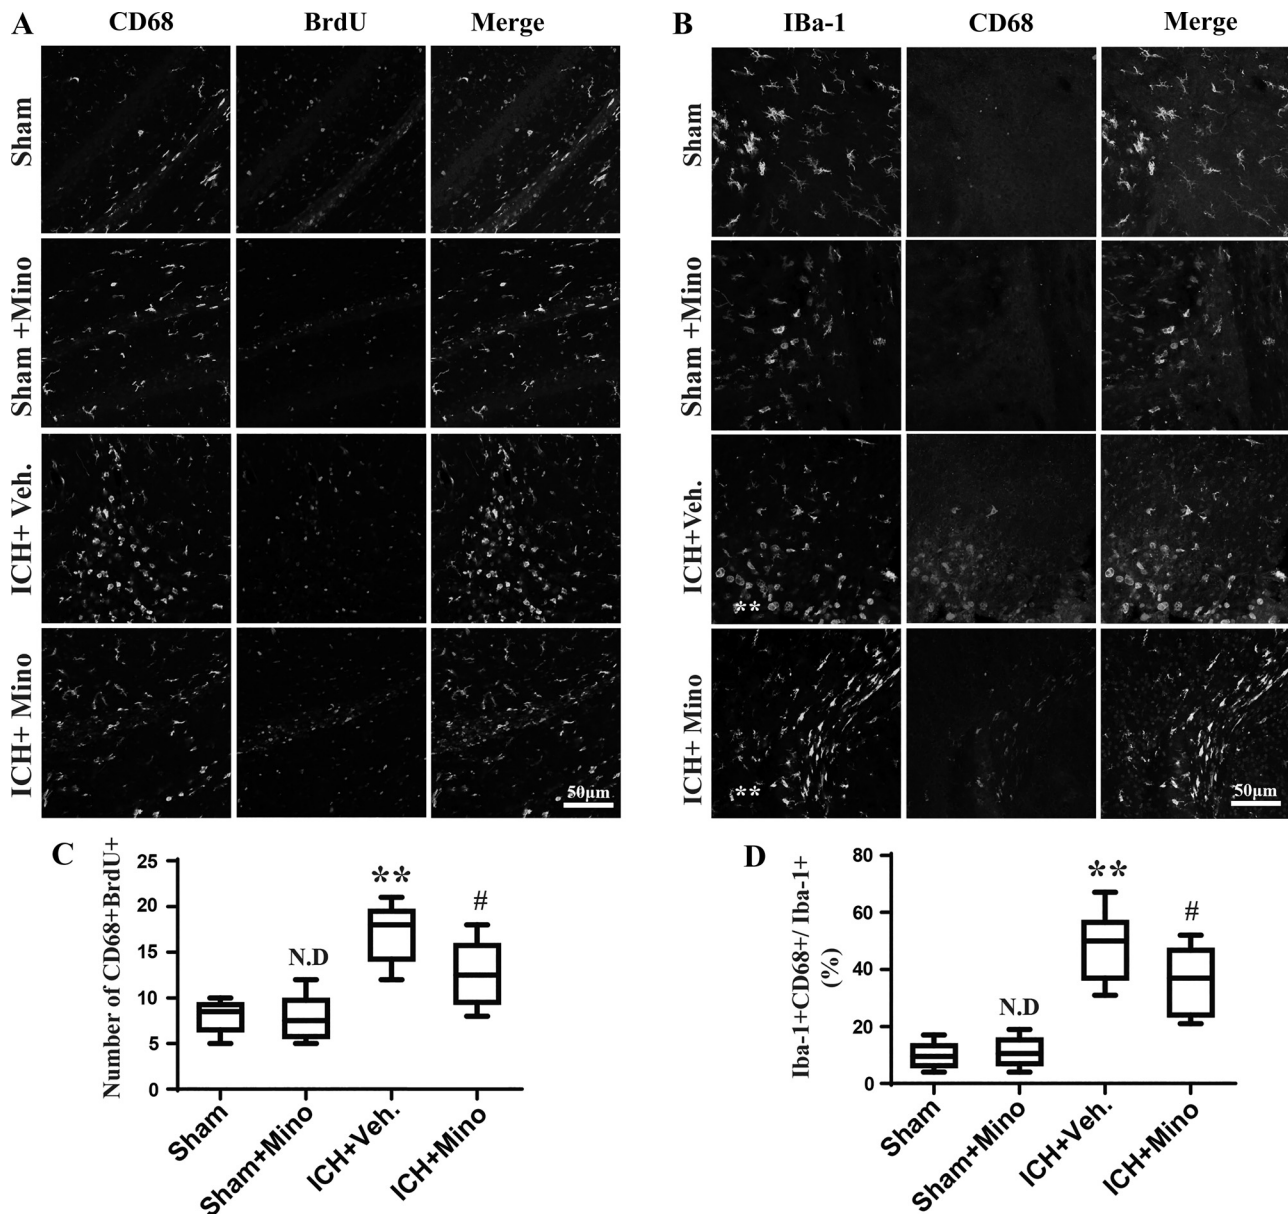 A
CD68 BrdU Merge
Sham
Sham +Mino
ICH+ Veh.
ICH+ Mino
50μm
B
IBa-1 CD68 Merge
Sham
Sham +Mino
ICH+Veh.
**
ICH+ Mino
**
50μm
C
Number of CD68+BrdU+
25
20
15
10
5
0
N.D
**
#
Sham
Sham+Mino
ICH+Veh.
ICH+Mino
D
Iba-1+CD68+/ Iba-1+
(%)
80
60
40
20
0
N.D
**
#
Sham
Sham+Mino
ICH+Veh.
ICH+Mino